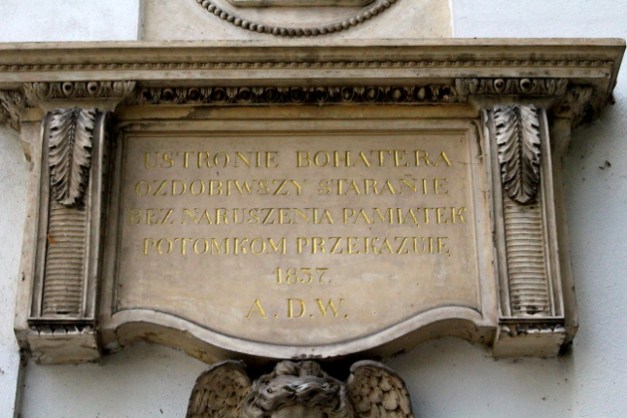 USTRONIE BOHATERA
OZDOBIWSZY STARANIE
BEZ NARUSZENIA PAMIĄTEK
POTOMKOM PRZEKAZUIE
1837.
A.D.W.